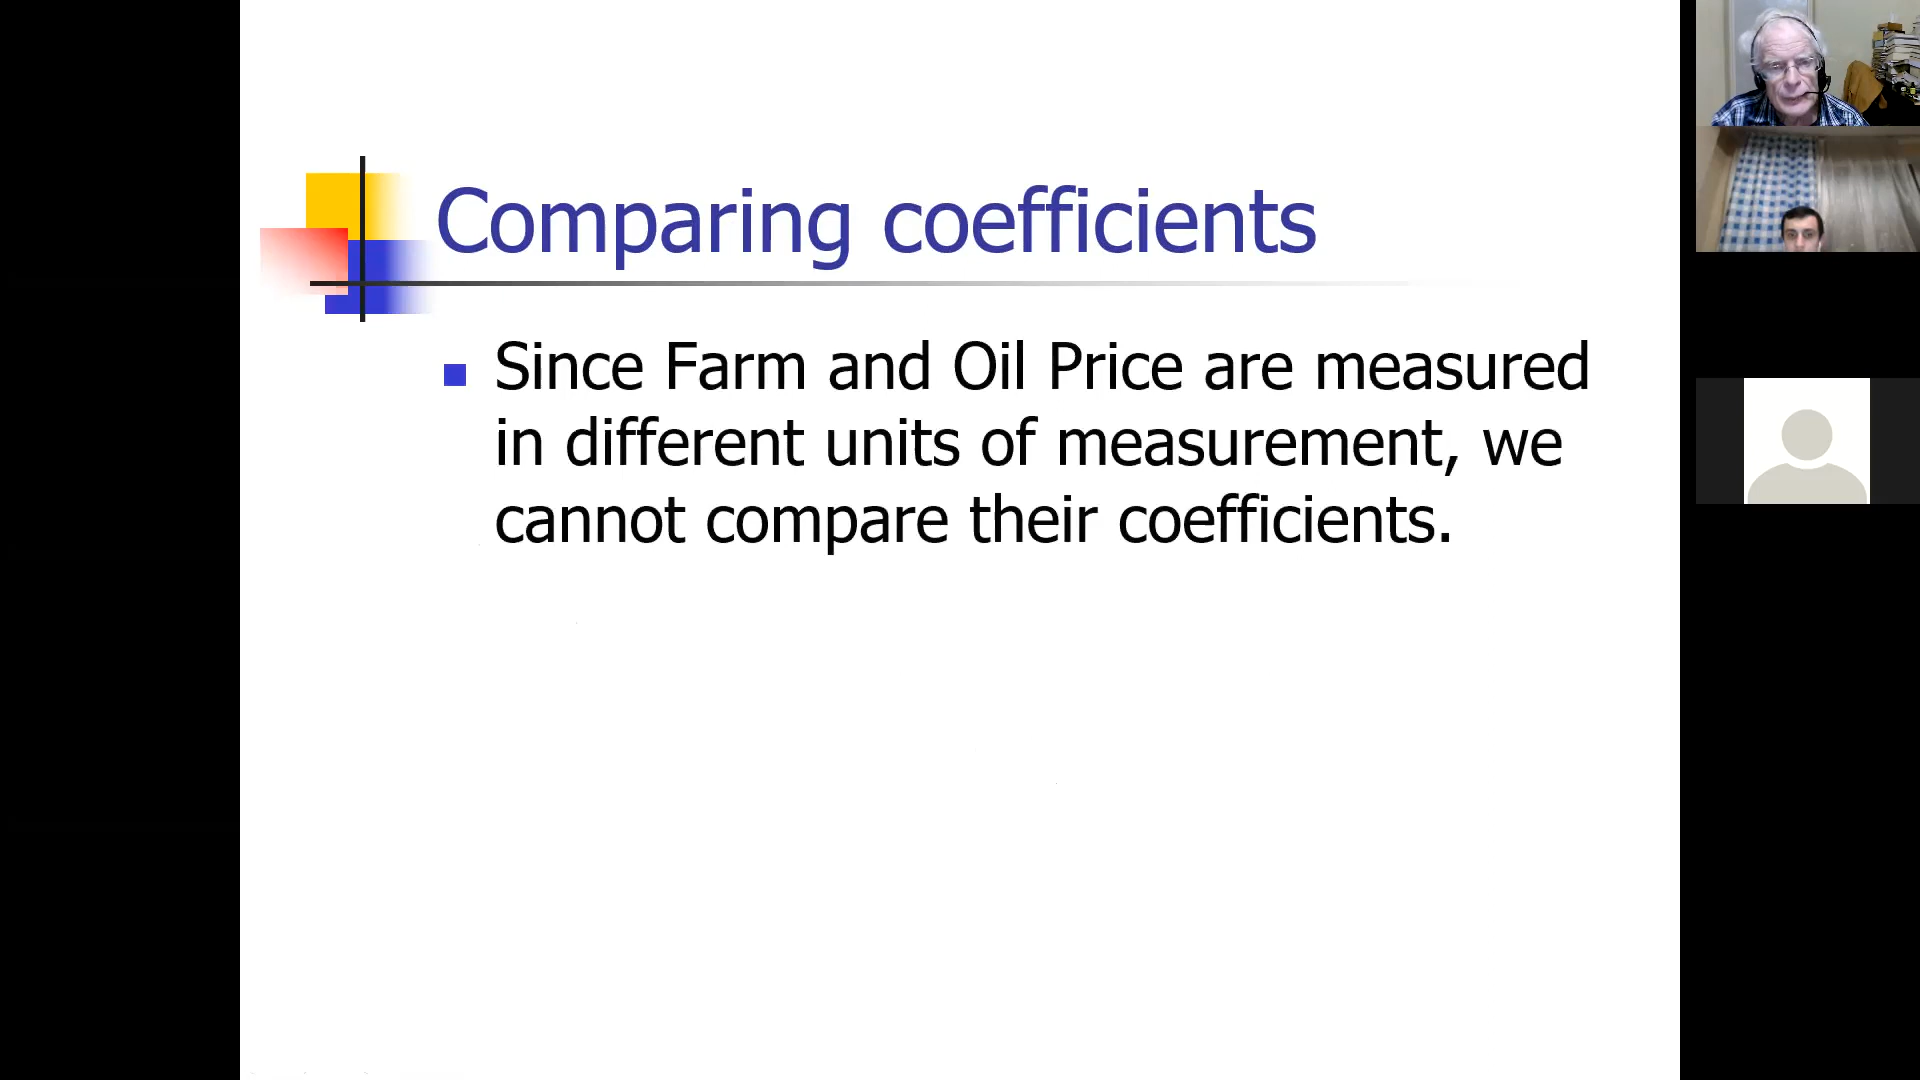 Comparing coefficients
Since Farm and Oil Price are measured
in different units of measurement, we
cannot compare their coefficients.